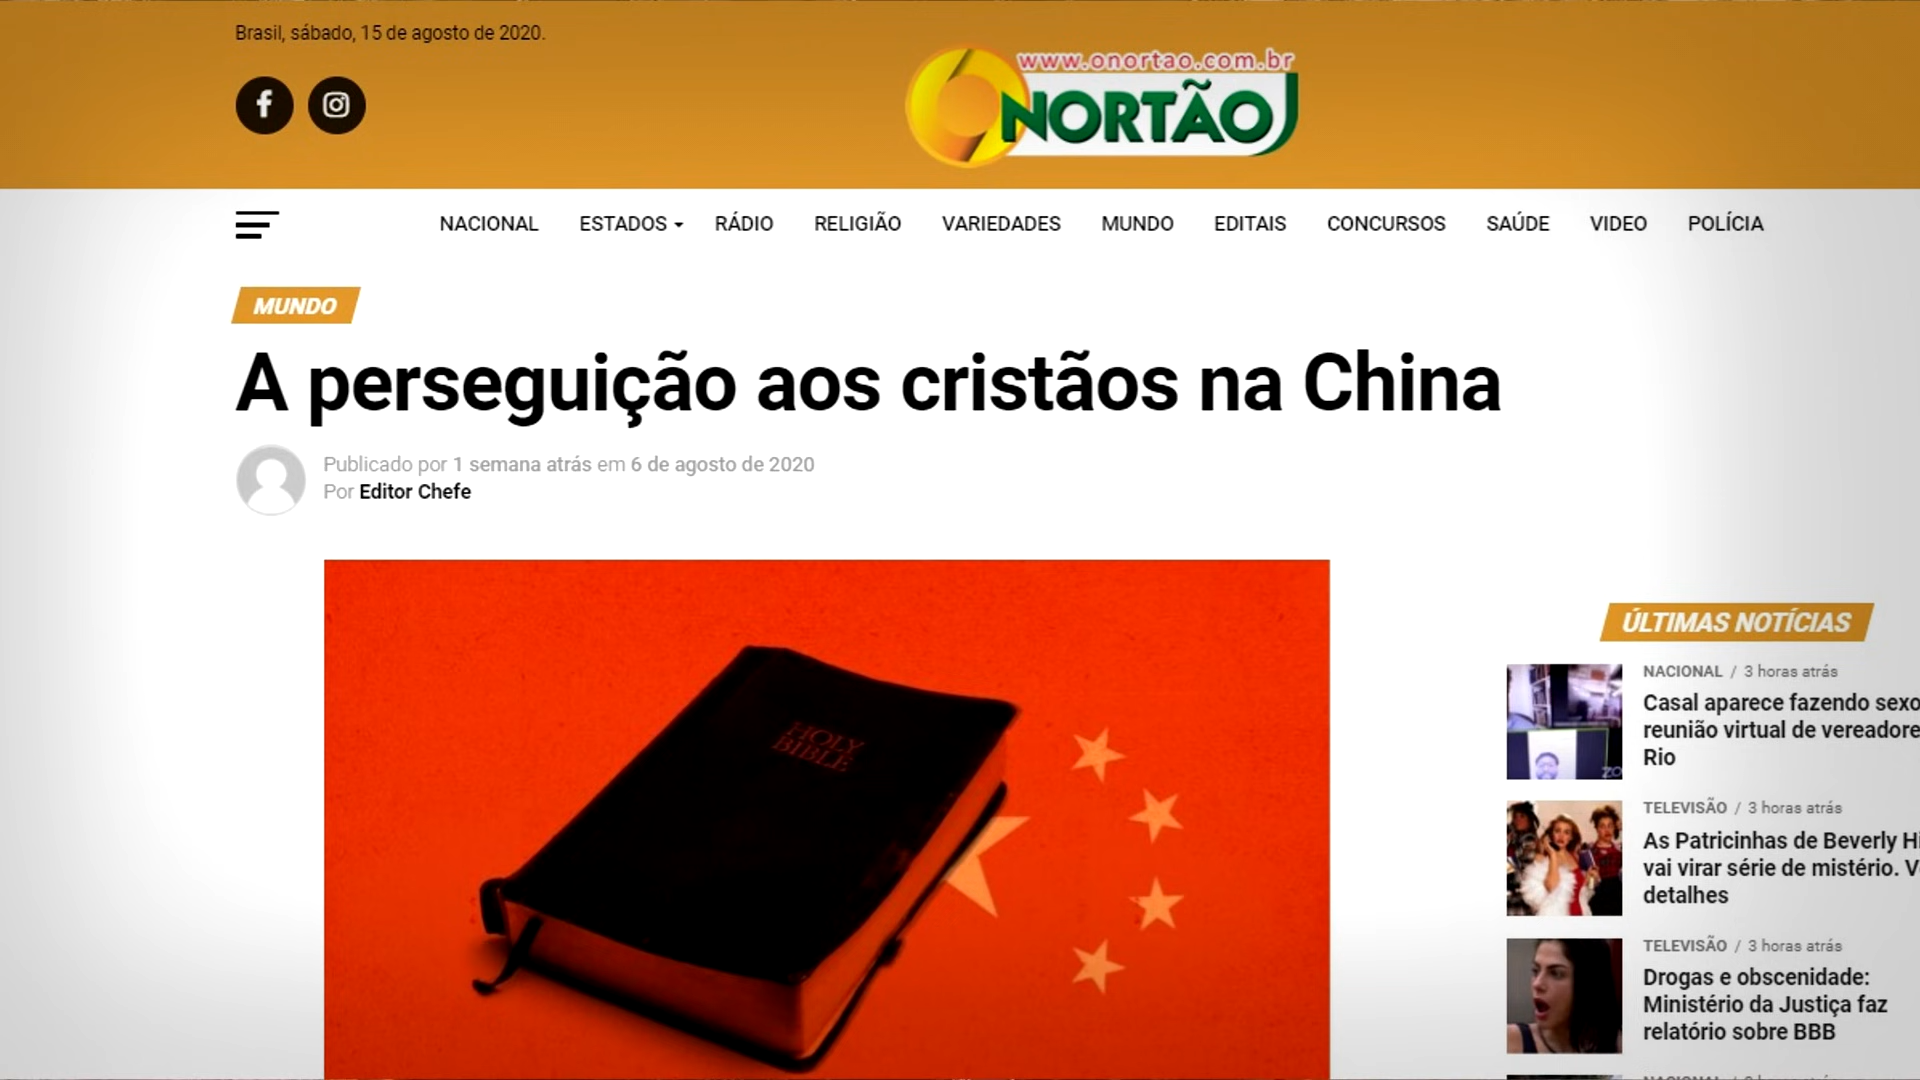 Brasil, sábado, 15 de agosto de 2020.
www.onortao.com.br
ONORTÃO
NACIONAL ESTADOS RÁDIO RELIGIÃO VARIEDADES MUNDO EDITAIS CONCURSOS SAÚDE VIDEO POLÍCIA
MUNDO
A perseguição aos cristãos na China
Publicado por 1 semana atrás em 6 de agosto de 2020
Por Editor Chefe
HOLY
BIBLE
ÚLTIMAS NOTÍCIAS
NACIONAL / 3 horas atrás
Casal aparece fazendo sexo
reunião virtual de vereadore
Rio
TELEVISÃO / 3 horas atrás
As Patricinhas de Beverly Hi
vai virar série de mistério. V
detalhes
TELEVISÃO / 3 horas atrás
Drogas e obscenidade:
Ministério da Justiça faz
relatório sobre BBB